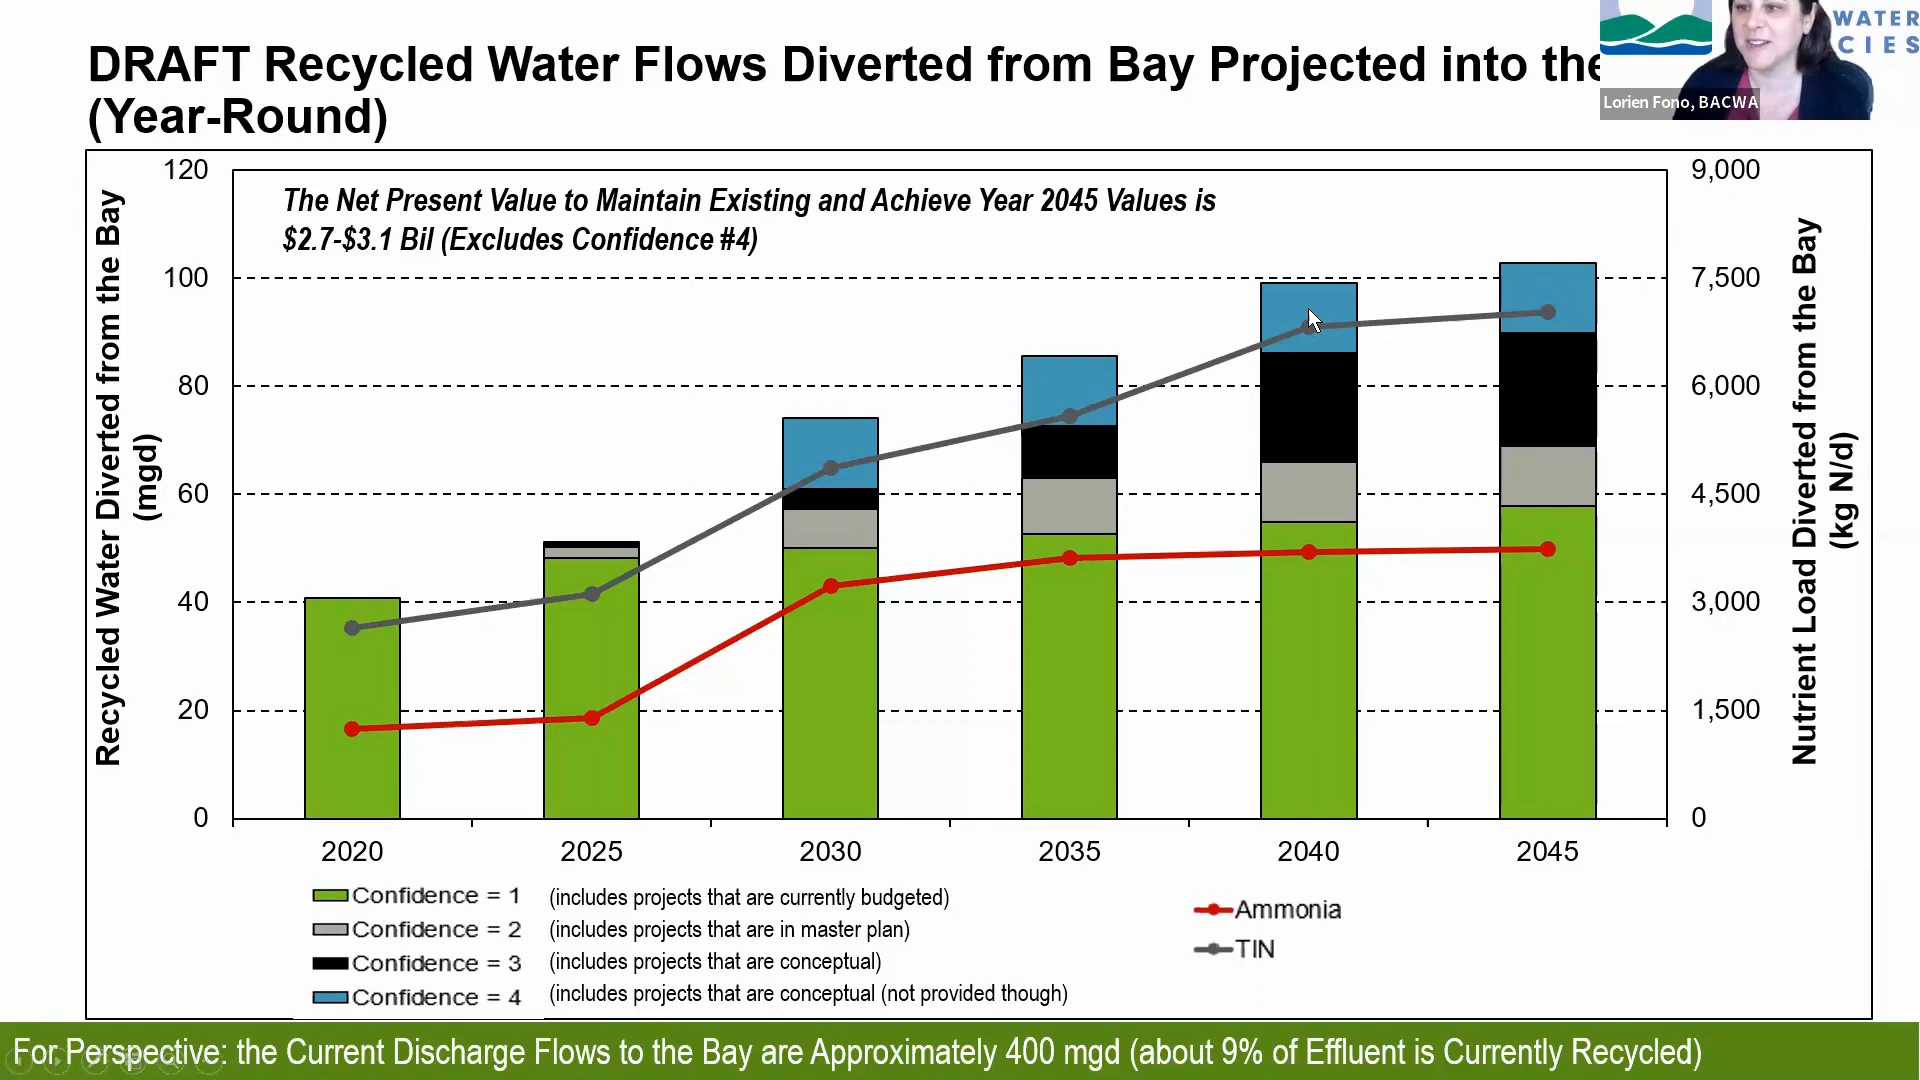 DRAFT Recycled Water Flows Diverted from Bay Projected into the
(Year-Round)
WATER
CIES
Lorien Fono, BACWA
The Net Present Value to Maintain Existing and Achieve Year 2045 Values is
$2.7-$3.1 Bil (Excludes Confidence #4)
Recycled Water Diverted from the Bay
(mgd)
120
100
80
60
40
20
0
9,000
7,500
6,000
4,500
3,000
1,500
0
Nutrient Load Diverted from the Bay
(kg N/d)
2020 2025 2030 2035 2040 2045
Confidence = 1 (includes projects that are currently budgeted)
Confidence = 2 (includes projects that are in master plan)
Confidence = 3 (includes projects that are conceptual)
Confidence = 4 (includes projects that are conceptual (not provided though)
Ammonia
TIN
For Perspective: the Current Discharge Flows to the Bay are Approximately 400 mgd (about 9% of Effluent is Currently Recycled)